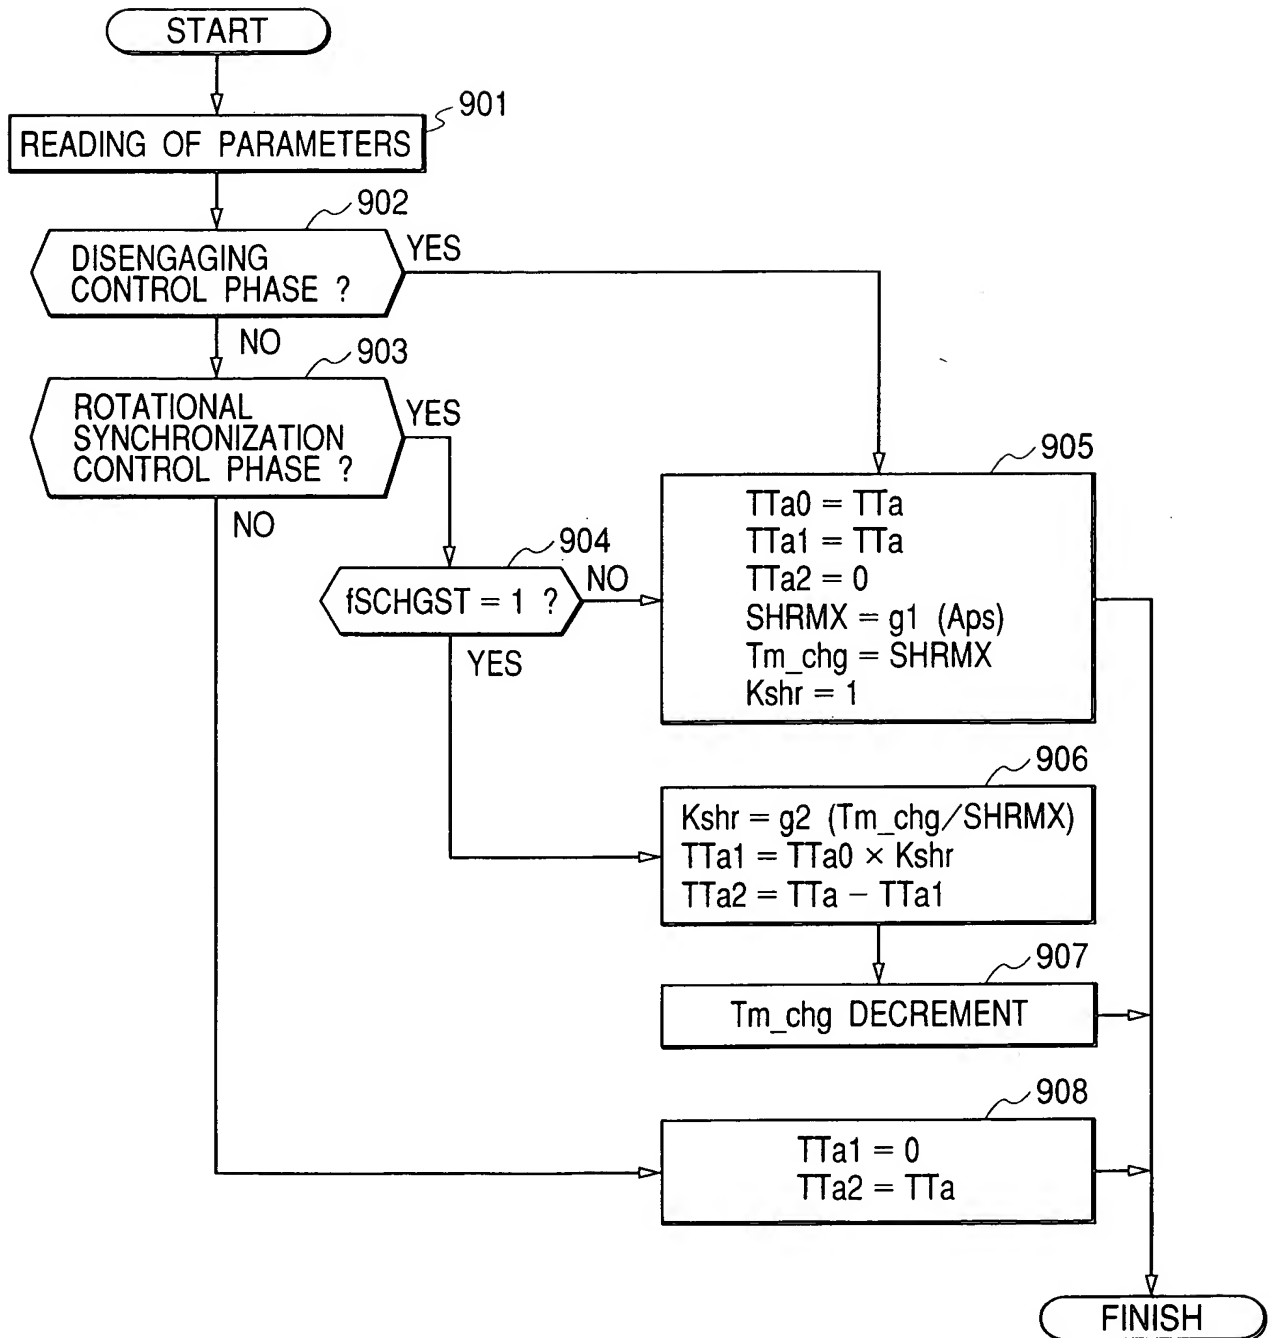 START
901
READING OF PARAMETERS
902
DISENGAGING
CONTROL PHASE ?
YES
NO
903
ROTATIONAL
SYNCHRONIZATION
CONTROL PHASE ?
YES
NO
904
fSCHGST = 1 ?
NO
YES
905
TTa0 = TTa
TTa1 = TTa
TTa2 = 0
SHRMX = g1 (Aps)
Tm_chg = SHRMX
Kshr = 1
906
Kshr = g2 (Tm_chg/SHRMX)
TTa1 = TTa0 × Kshr
TTa2 = TTa − TTa1
907
Tm_chg DECREMENT
908
TTa1 = 0
TTa2 = TTa
FINISH